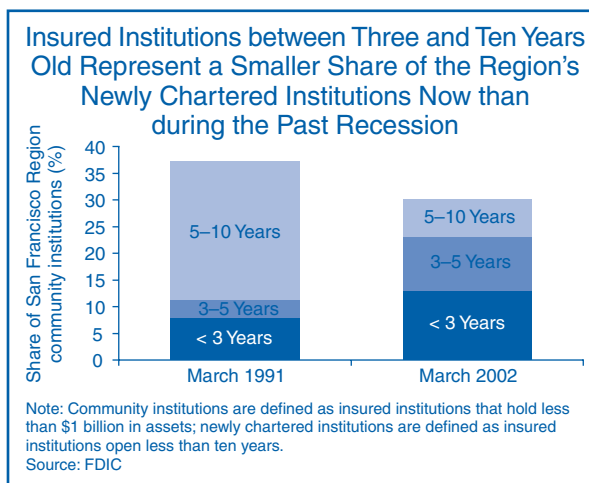 Insured Institutions between Three and Ten Years
Old Represent a Smaller Share of the Region's
Newly Chartered Institutions Now than
during the Past Recession
Share of San Francisco Region
community institutions (%)
40
35
30
25
20
15
10
5
0
5–10 Years
3–5 Years
< 3 Years
5–10 Years
3–5 Years
< 3 Years
March 1991
March 2002
Note: Community institutions are defined as insured institutions that hold less
than $1 billion in assets; newly chartered institutions are defined as insured
institutions open less than ten years.
Source: FDIC